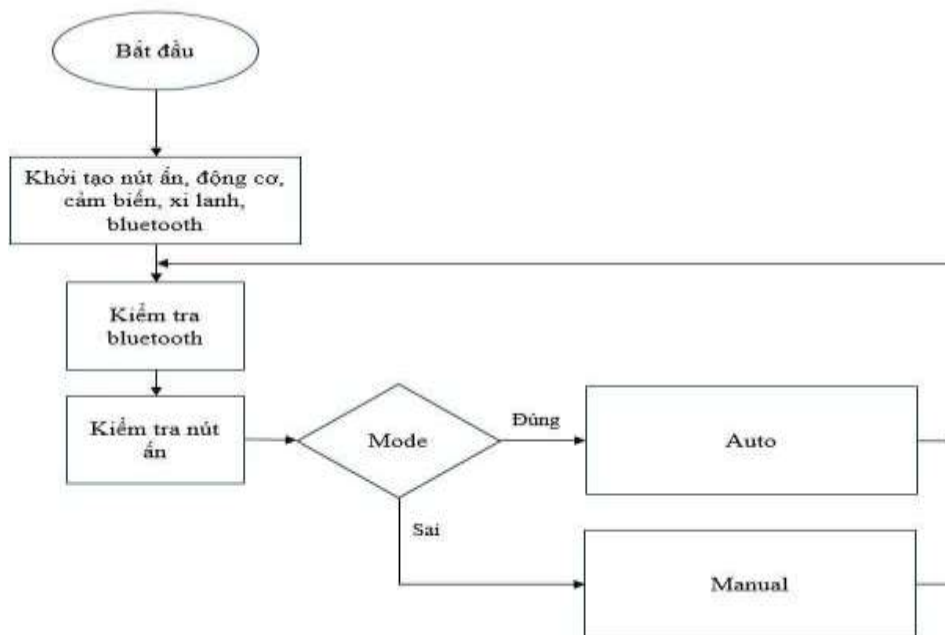 Bắt đầu
Khởi tạo nút ấn, động cơ,
cảm biến, xi lanh,
bluetooth
Kiểm tra
bluetooth
Kiểm tra nút
ấn
Mode
Đúng
Auto
Sai
Manual